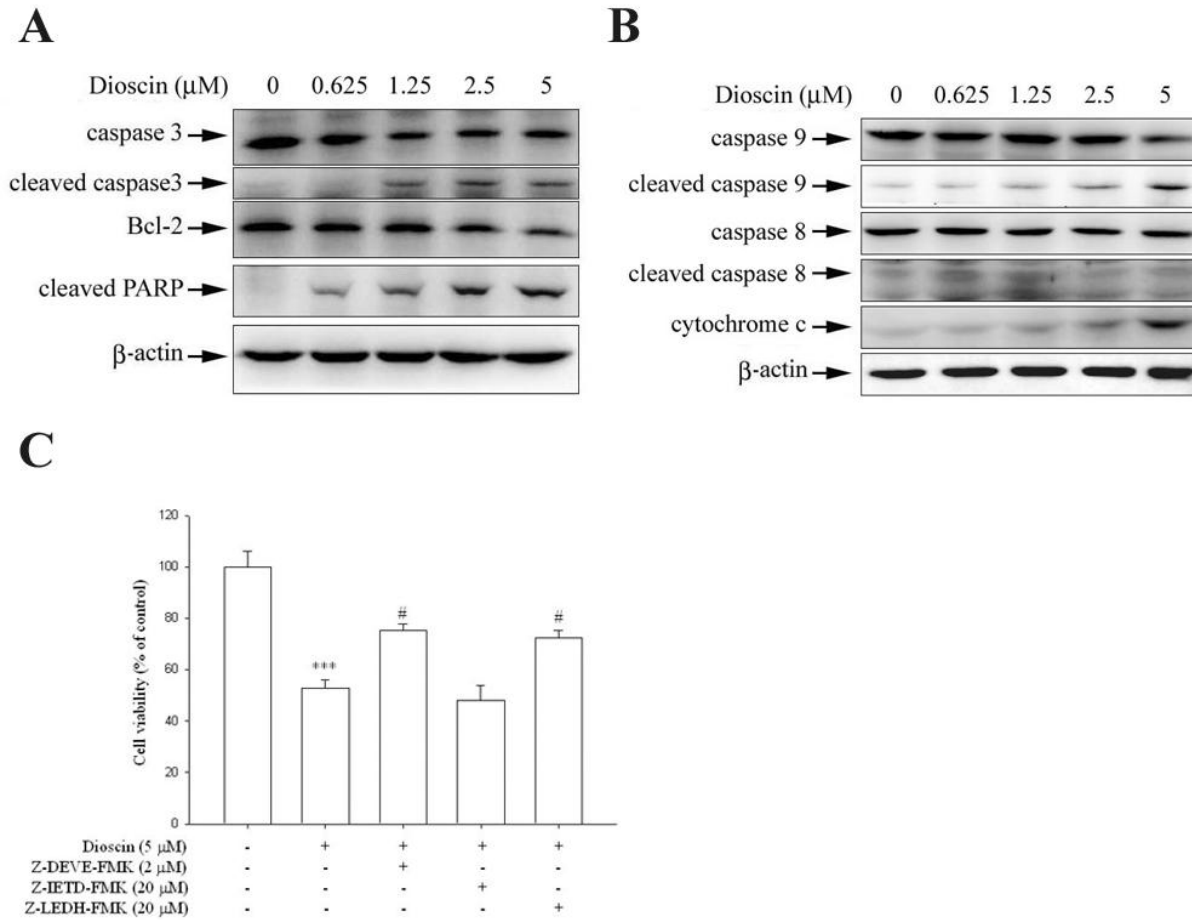 A
Dioscin (μM) 0 0.625 1.25 2.5 5
caspase 3
cleaved caspase3
Bcl-2
cleaved PARP
β-actin
B
Dioscin (μM) 0 0.625 1.25 2.5 5
caspase 9
cleaved caspase 9
caspase 8
cleaved caspase 8
cytochrome c
β-actin
C
Cell viability (% of control)
120
100
80
60
40
20
0
***
#
#
Dioscin (5 μM) - + + + +
Z-DEVE-FMK (2 μM) - - + - -
Z-IETD-FMK (20 μM) - - - + -
Z-LEDH-FMK (20 μM) - - - - +